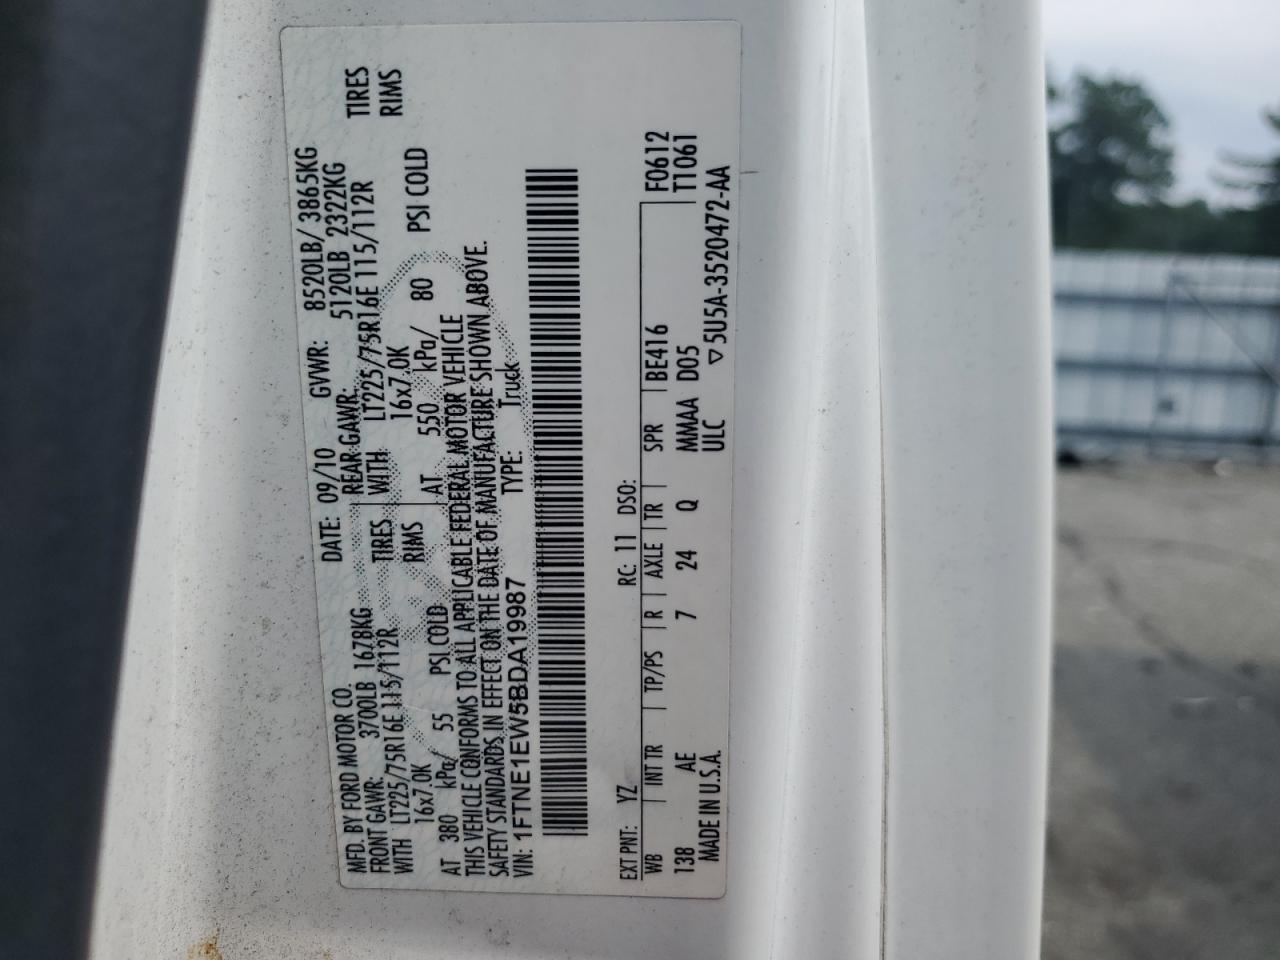 MFD. BY FORD MOTOR CO.
DATE: 09/10 GVWR: 8520LB/ 3865KG
FRONT GAWR: 3700LB 1678KG
REAR GAWR: 5120LB 2322KG
WITH LT225/75R16E 115/112R TIRES
WITH LT225/75R16E 115/112R TIRES
16x7.0K RIMS
16x7.0K RIMS
AT 380 kPa/ 55 PSI COLD
AT 550 kPa/ 80 PSI COLD
THIS VEHICLE CONFORMS TO ALL APPLICABLE FEDERAL MOTOR VEHICLE
SAFETY STANDARDS IN EFFECT ON THE DATE OF MANUFACTURE SHOWN ABOVE.
VIN: 1FTNE1EW5BDA19987 TYPE: Truck
F0612
T1061
EXT PNT: YZ RC: 11 DSO:
WB INT TR TP/PS R AXLE TR SPR BE416
138 AE 7 24 Q MMAA D05
MADE IN U.S.A. ULC ▽5U5A-3520472-AA